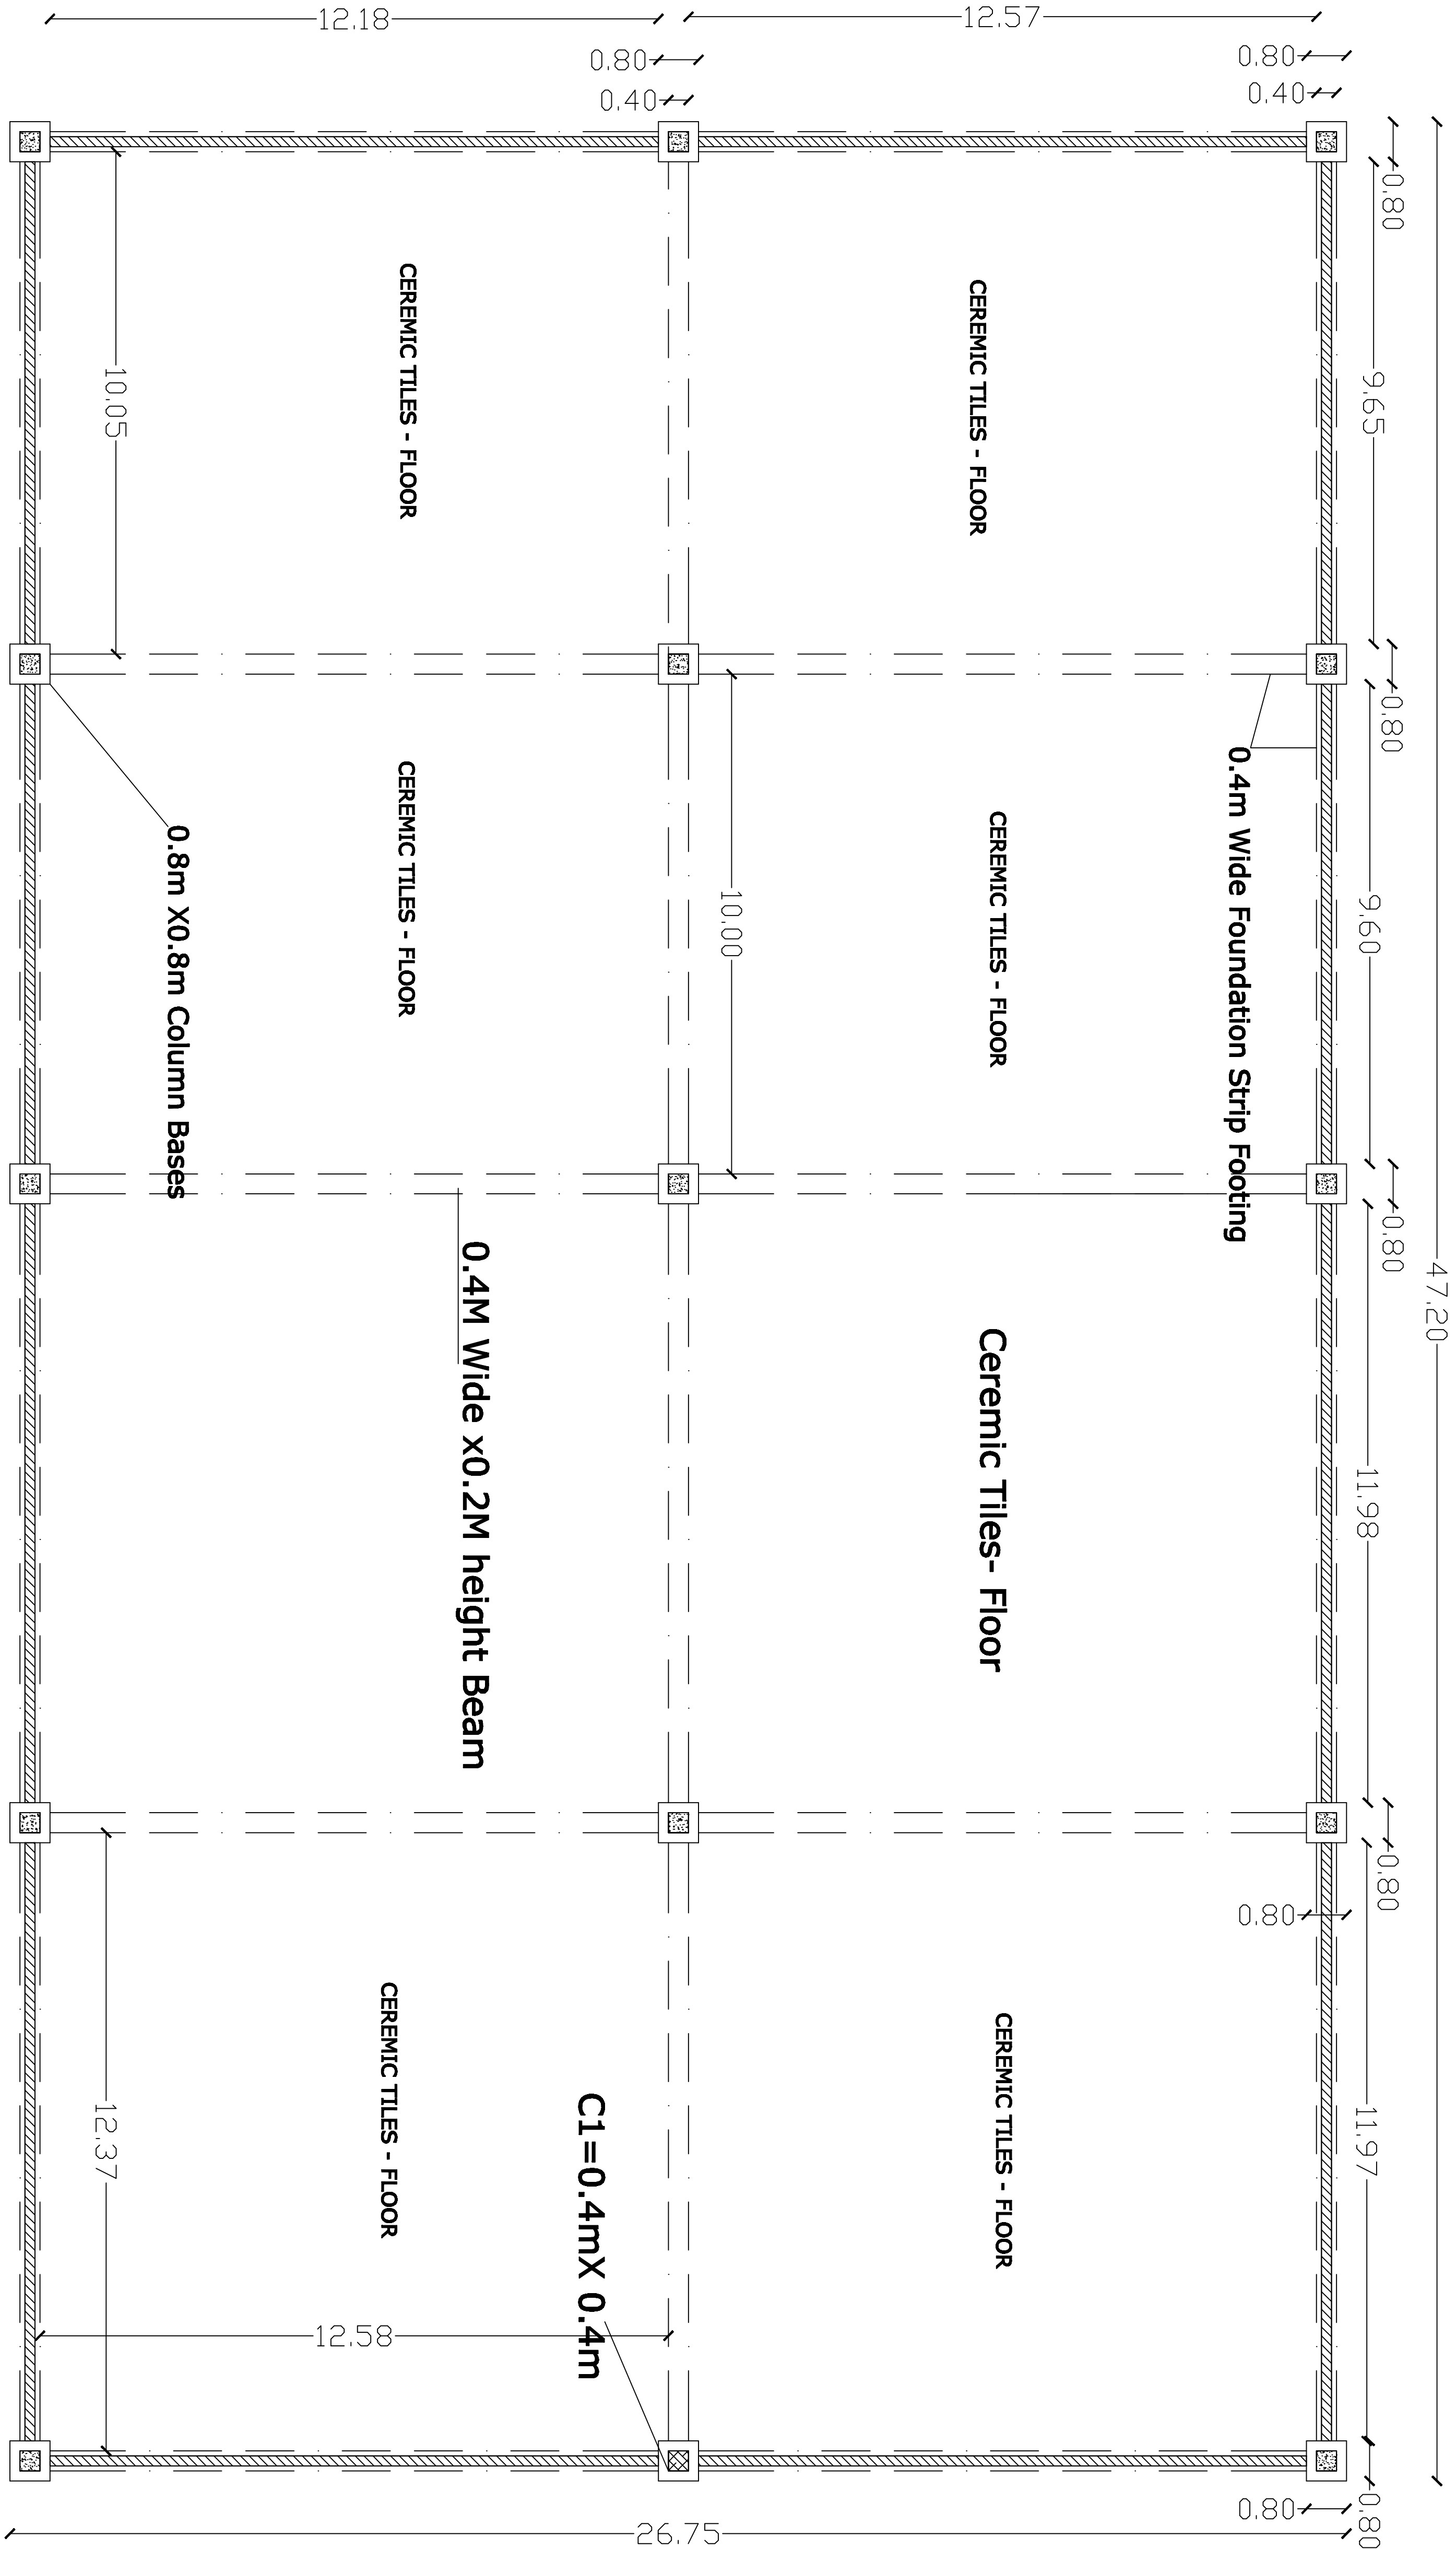 12.18
12.57
0.80
0.80
0.40
0.40
0.80
47.20
9.65
10.05
CEREMIC TILES - FLOOR
CEREMIC TILES - FLOOR
0.80
0.4m Wide Foundation Strip Footing
9.60
10.00
CEREMIC TILES - FLOOR
CEREMIC TILES - FLOOR
0.8m X0.8m Column Bases
0.80
11.98
Ceremic Tiles- Floor
0.4M Wide x0.2M height Beam
0.80
0.80
11.97
CEREMIC TILES - FLOOR
CEREMIC TILES - FLOOR
C1=0.4mX 0.4m
12.37
12.58
0.80
0.80
26.75